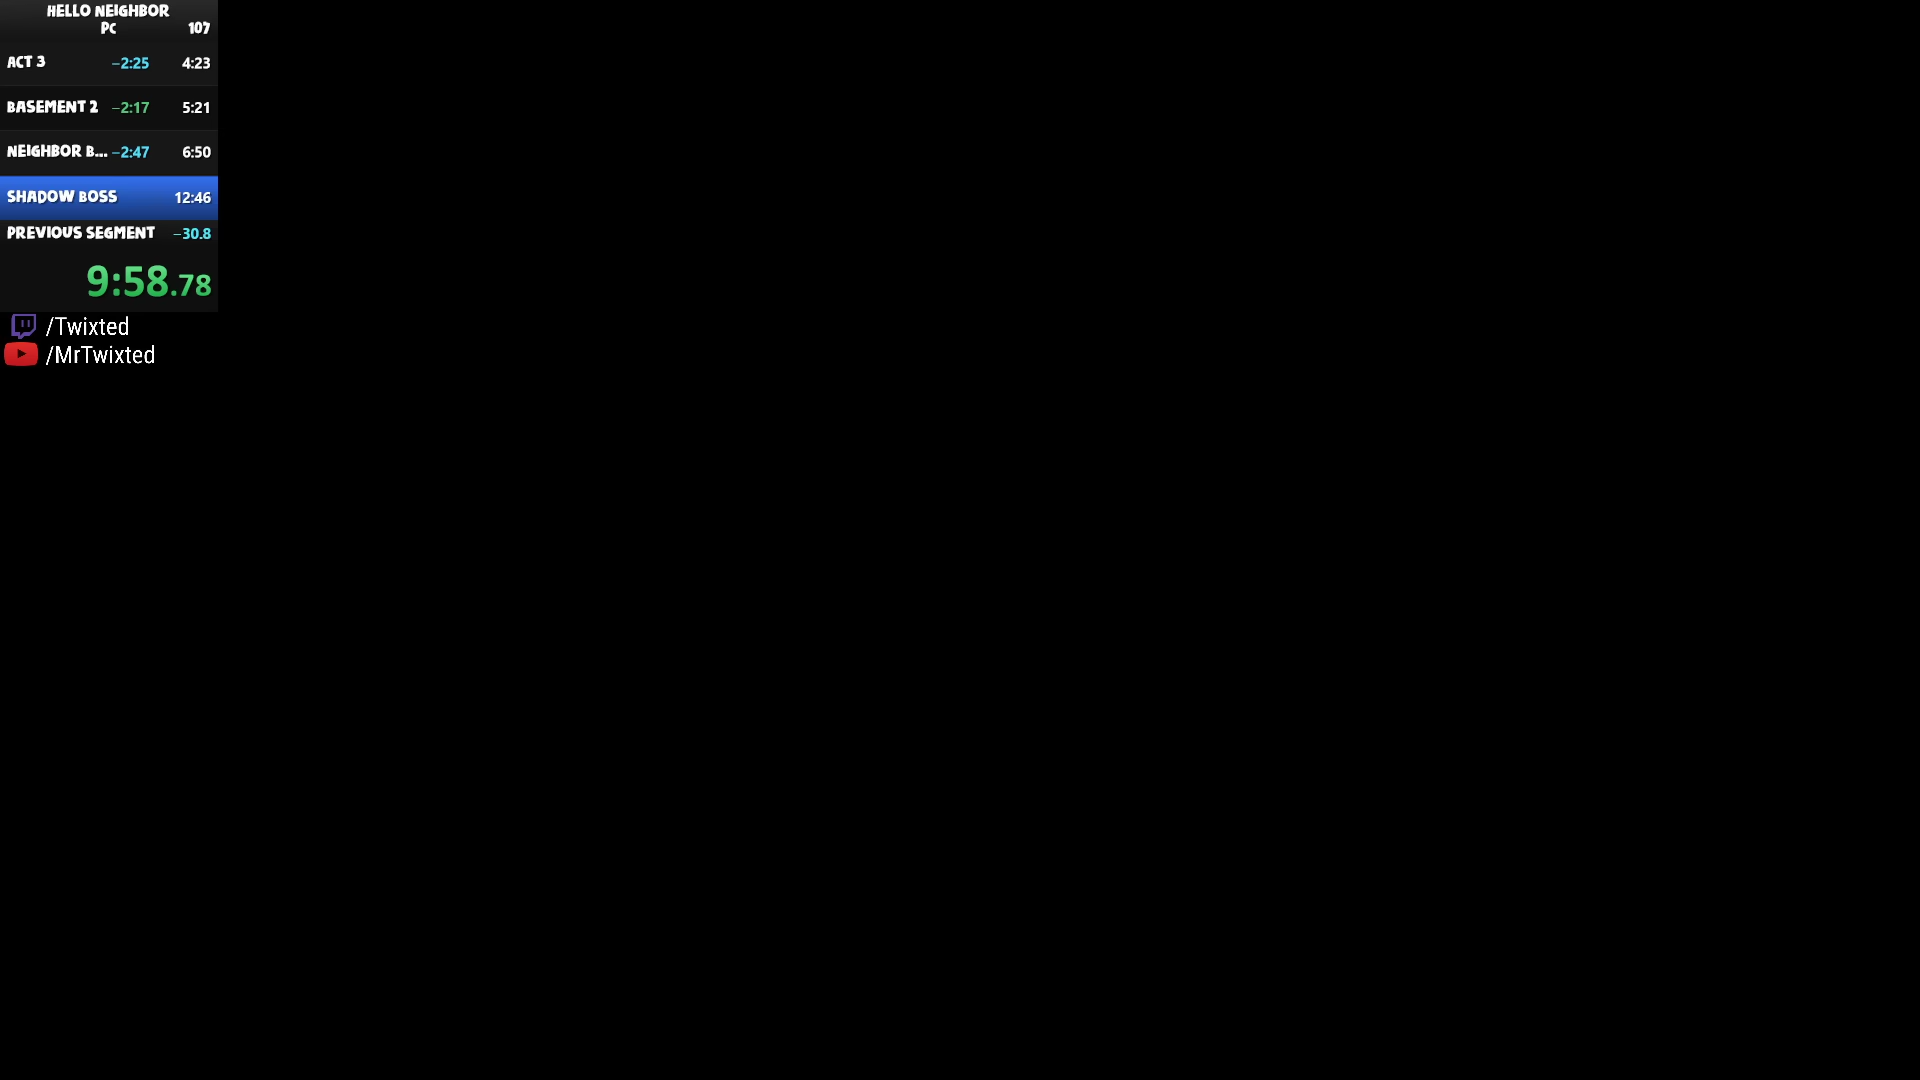 HELLO NEIGHBOR
PC 107
ACT 3 −2:25 4:23
BASEMENT 2 −2:17 5:21
NEIGHBOR B... −2:47 6:50
SHADOW BOSS 12:46
PREVIOUS SEGMENT −30.8
9:58.78
/Twixted
/MrTwixted